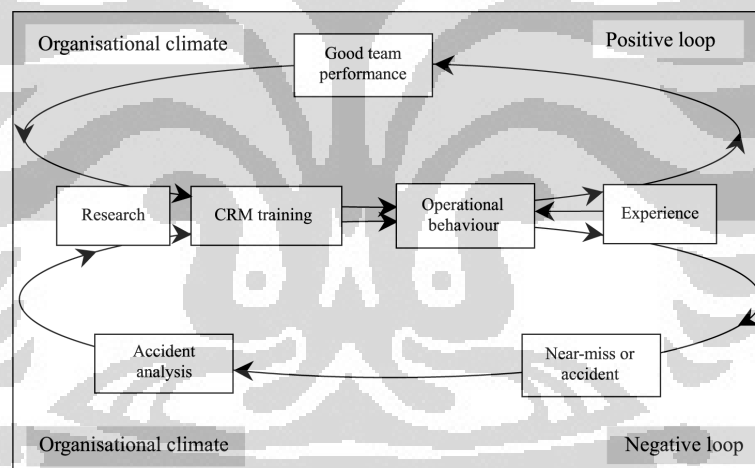 Organisational climate
Good team
performance
Positive loop
Research
CRM training
Operational
behaviour
Experience
Accident
analysis
Near-miss or
accident
Organisational climate
Negative loop